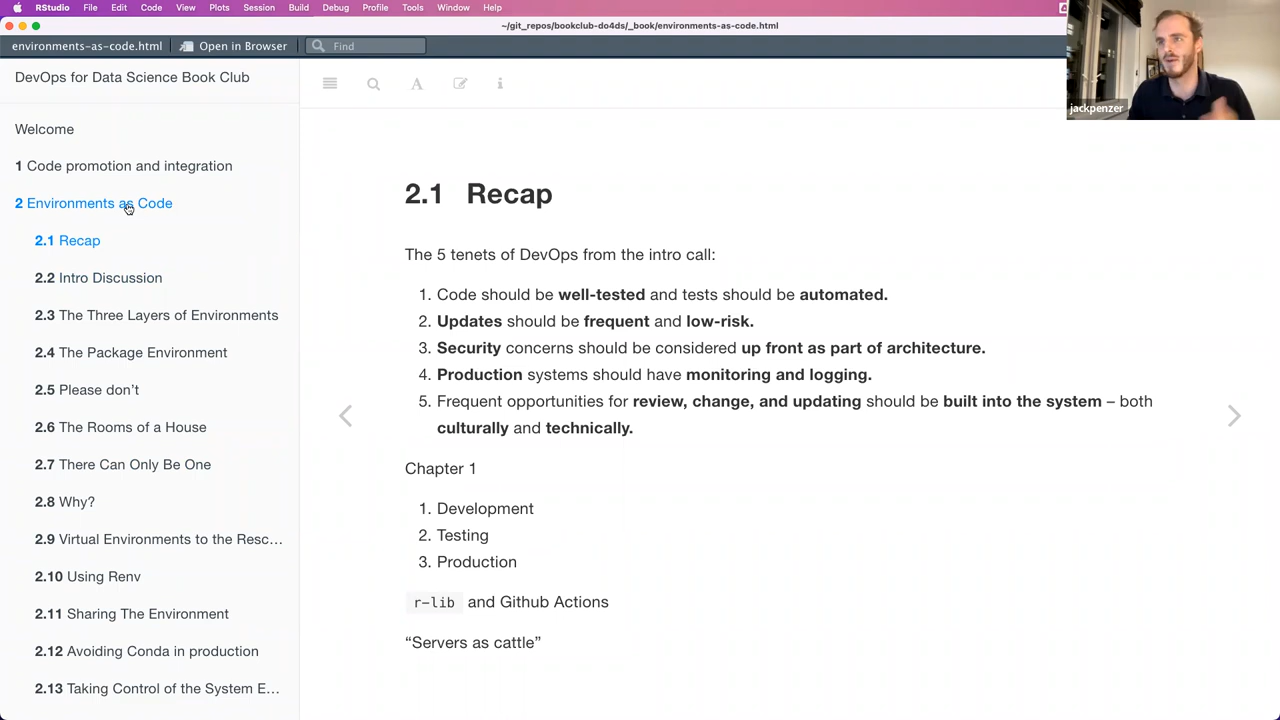 RStudio File Edit Code View Plots Session Build Debug Profile Tools Window Help
~/git_repos/bookclub-do4ds/_book/environments-as-code.html
environments-as-code.html Open in Browser Find
jackpenzer
DevOps for Data Science Book Club
Welcome
1 Code promotion and integration
2 Environments as Code
2.1 Recap
2.2 Intro Discussion
2.3 The Three Layers of Environments
2.4 The Package Environment
2.5 Please don’t
2.6 The Rooms of a House
2.7 There Can Only Be One
2.8 Why?
2.9 Virtual Environments to the Resc…
2.10 Using Renv
2.11 Sharing The Environment
2.12 Avoiding Conda in production
2.13 Taking Control of the System E…
2.1 Recap
The 5 tenets of DevOps from the intro call:
1. Code should be well-tested and tests should be automated.
2. Updates should be frequent and low-risk.
3. Security concerns should be considered up front as part of architecture.
4. Production systems should have monitoring and logging.
5. Frequent opportunities for review, change, and updating should be built into the system – both
culturally and technically.
Chapter 1
1. Development
2. Testing
3. Production
r-lib and Github Actions
“Servers as cattle”